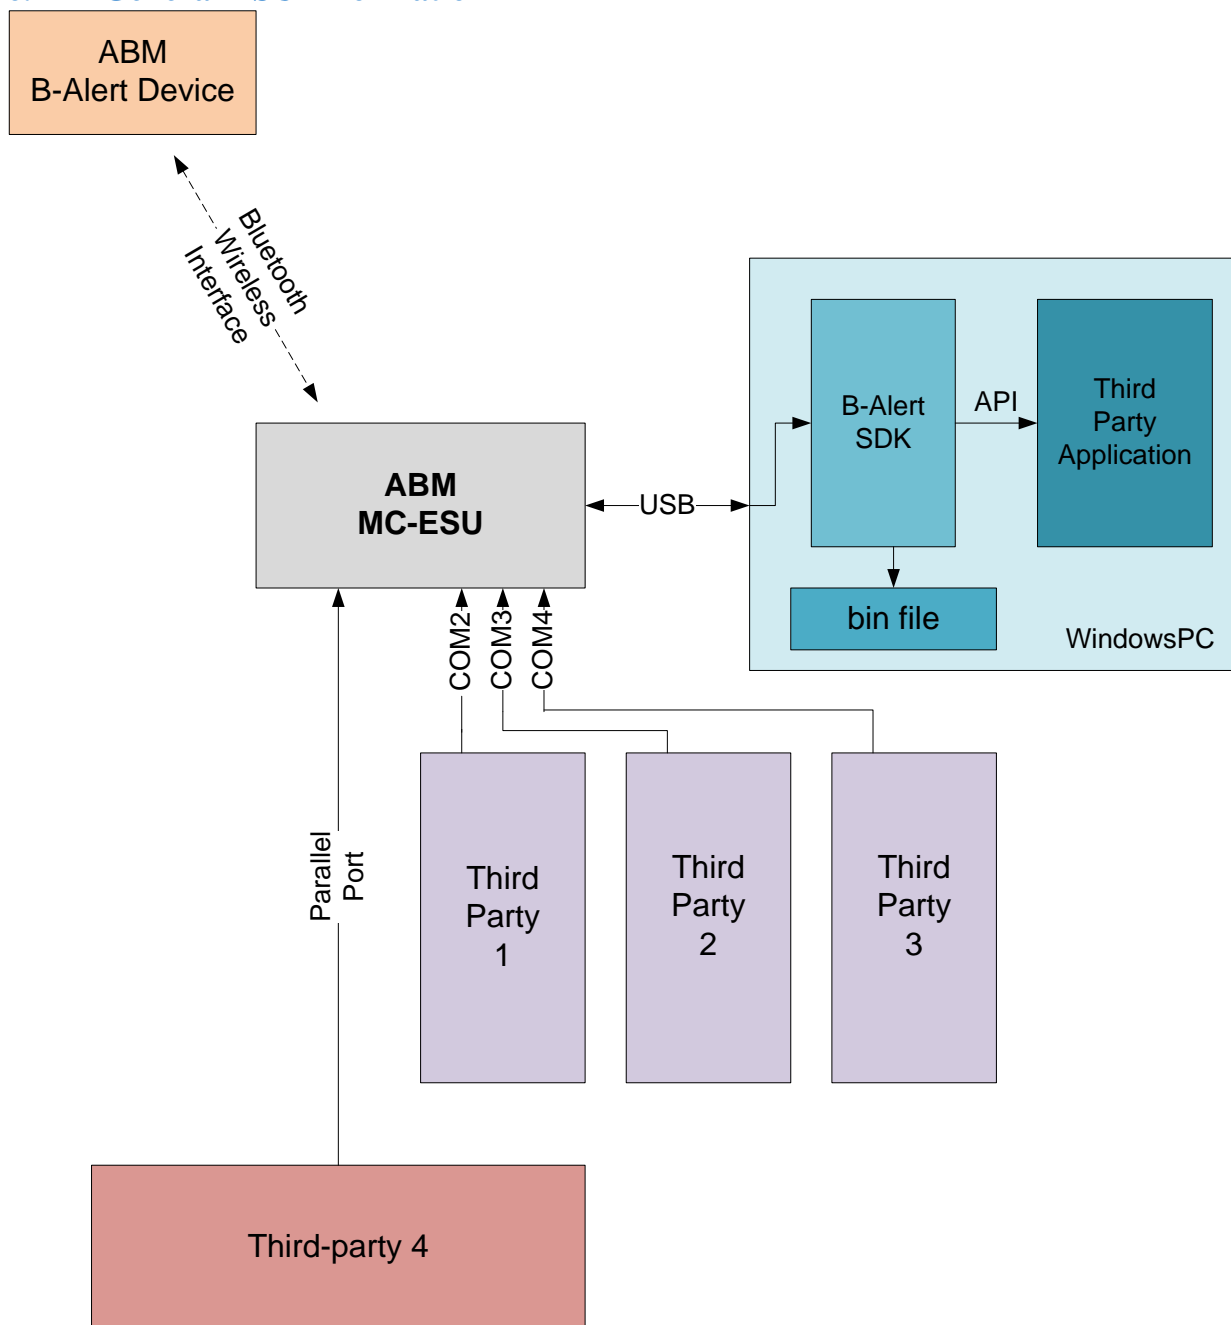 ABM
B-Alert Device
Bluetooth
Wireless
Interface
B-Alert
SDK
API
Third
Party
Application
ABM
MC-ESU
USB
bin file
WindowsPC
COM2
COM3
COM4
Parallel
Port
Third
Party
1
Third
Party
2
Third
Party
3
Third-party 4